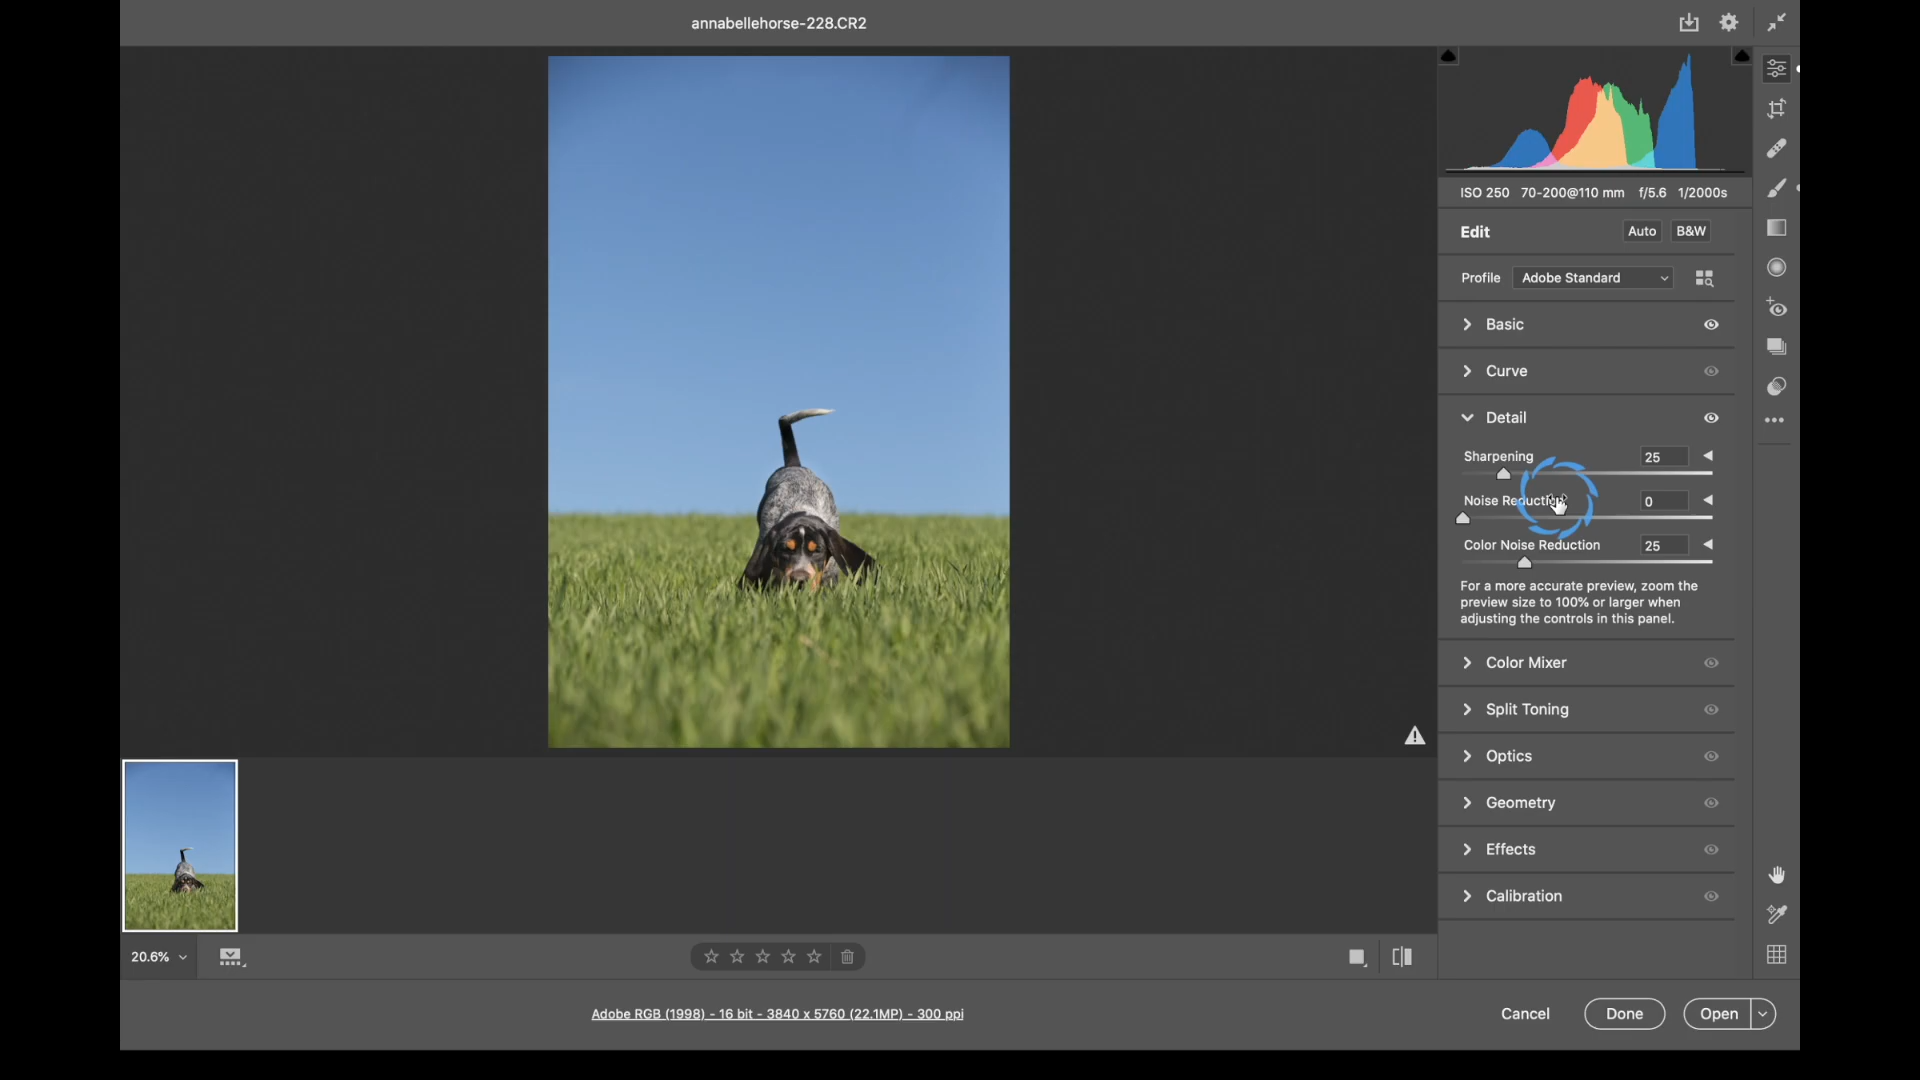 annabellehorse-228.CR2
ISO 250 70-200@110 mm f/5.6 1/2000s
Edit Auto B&W
Profile Adobe Standard
Basic
Curve
Detail
Sharpening 25
Noise Reduction 0
Color Noise Reduction 25
For a more accurate preview, zoom the
preview size to 100% or larger when
adjusting the controls in this panel.
Color Mixer
Split Toning
Optics
Geometry
Effects
Calibration
20.6%
Adobe RGB (1998) - 16 bit - 3840 x 5760 (22.1MP) - 300 ppi
Cancel Done Open